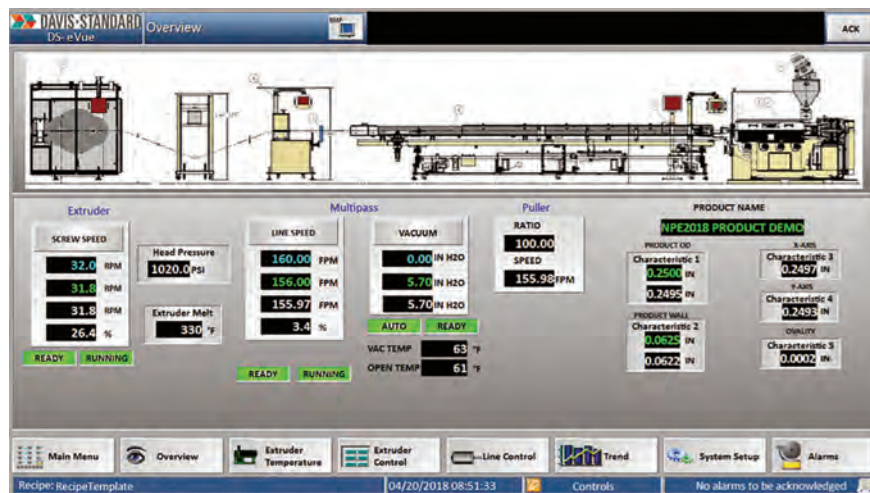 DAVIS-STANDARD
DS-eVue
Overview
ACK
Extruder
SCREW SPEED
32.0 RPM
31.8 RPM
31.8 RPM
26.4 %
READY RUNNING
Head Pressure
1020.0 PSI
Extruder Melt
330 °F
Multipass
LINE SPEED
160.00 FPM
156.00 FPM
155.97 FPM
3.4 %
READY RUNNING
VACUUM
0.00 IN H2O
5.70 IN H2O
5.70 IN H2O
AUTO READY
VAC TEMP 63 °F
OPEN TEMP 61 °F
Puller
RATIO
100.00
SPEED
155.98 FPM
PRODUCT NAME
NPE2018 PRODUCT DEMO
PRODUCT OD
Characteristic 1
0.2500 IN
0.2495 IN
PRODUCT WALL
Characteristic 2
0.0625 IN
0.0622 IN
X-AXIS
Characteristic 3
0.2497 IN
Y-AXIS
Characteristic 4
0.2493 IN
OVALITY
Characteristic 5
0.0002 IN
Main Menu
Overview
Extruder
Temperature
Extruder
Control
Line Control
Trend
System Setup
Alarms
Recipe: RecipeTemplate
04/20/2018 08:51:33
Controls
No alarms to be acknowledged